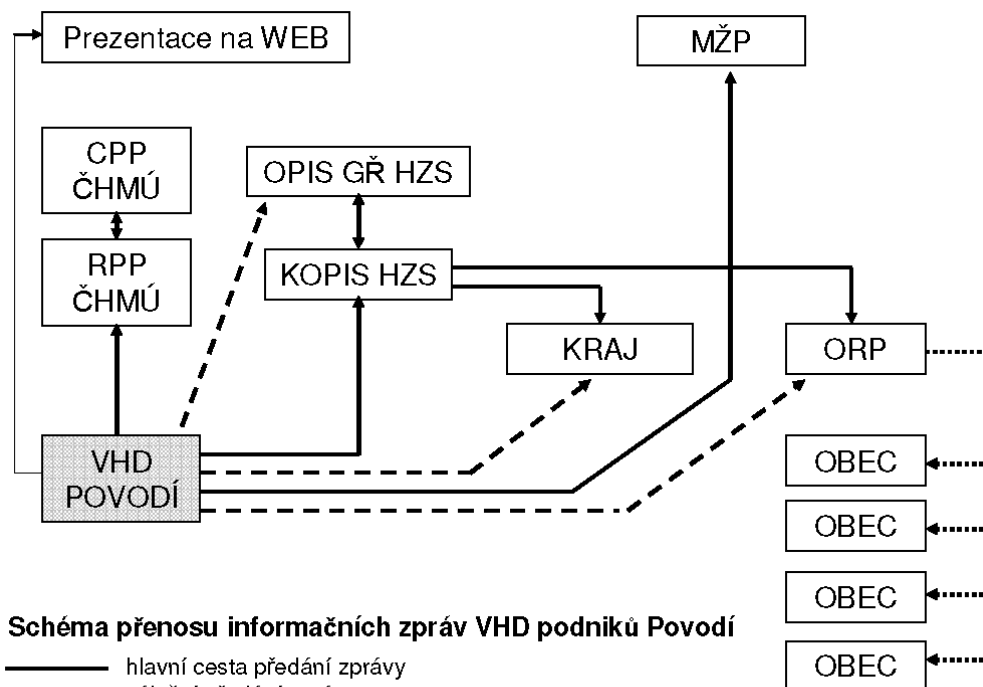 Prezentace na WEB
MŽP
CPP
ČHMÚ
OPIS GŘ HZS
RPP
ČHMÚ
KOPIS HZS
KRAJ
ORP
VHD
POVODÍ
OBEC
OBEC
OBEC
OBEC
Schéma přenosu informačních zpráv VHD podniků Povodí
hlavní cesta předání zprávy